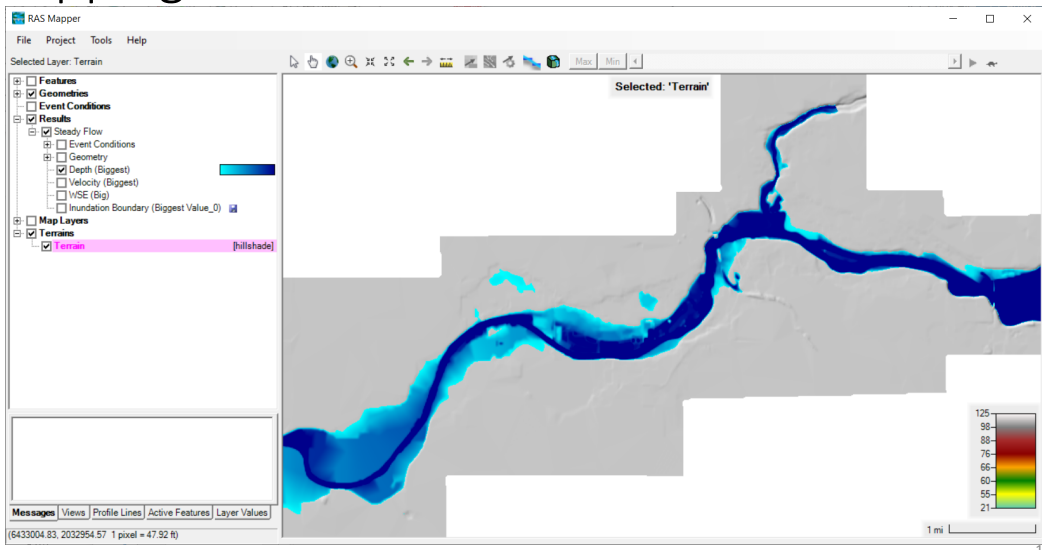 RAS Mapper
File Project Tools Help
Selected Layer: Terrain
Max Min
Features
Geometries
Event Conditions
Results
Steady Flow
Event Conditions
Geometry
Depth (Biggest)
Velocity (Biggest)
WSE (Big)
Inundation Boundary (Biggest Value_0)
Map Layers
Terrains
Terrain [hillshade]
Selected: 'Terrain'
125
98
88
76
66
60
55
21
1 mi
Messages Views Profile Lines Active Features Layer Values
(6433004.83, 2032954.57 1 pixel = 47.92 ft)